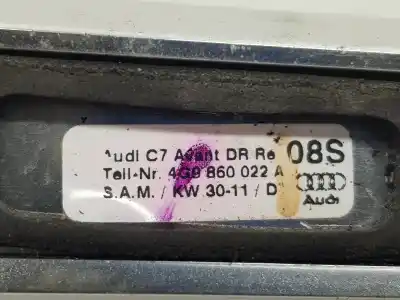 Audi C7 Avant DR Re 08S
Teil-Nr. 4G9 860 022 A
S.A.M. / KW 30-11 / D
Audi